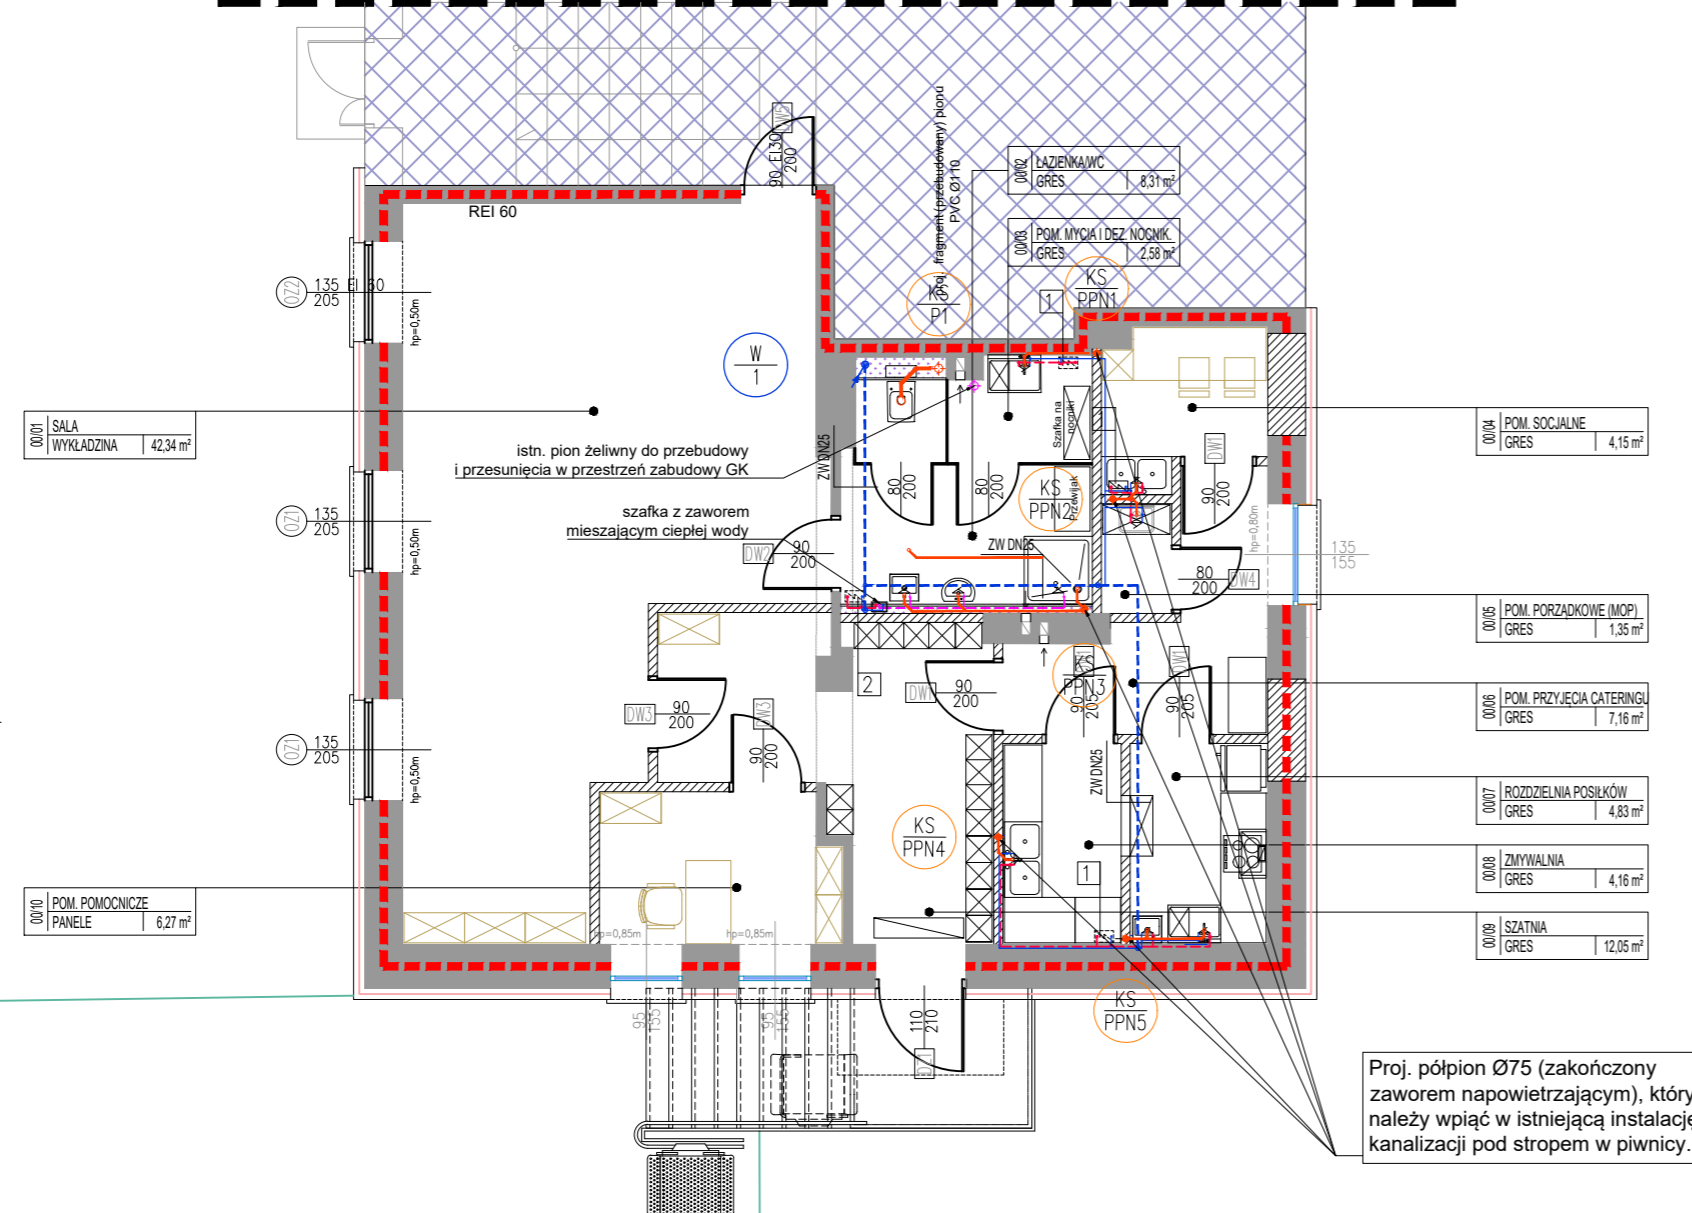 90 EI30
200
DW5
REI 60
proj. fragment (przebudowany) pionu
PVC Ø110
00/02
ŁAZIENKA/WC
GRES
8,31 m²
00/03
POM. MYCIA I DEZ. NOCNIK.
GRES
2,58 m²
KS
P1
KS
PPN1
1
OZ2
135 EI 60
205
hp=0,50m
W
1
00/01
SALA
WYKŁADZINA
42,34 m²
istn. pion żeliwny do przebudowy
i przesunięcia w przestrzeń zabudowy GK
ZW DN25
80
200
80
200
Szafka na
nocniki
KS
PPN2
Przewijak
DW1
90
200
00/04
POM. SOCJALNE
GRES
4,15 m²
OZ1
135
205
hp=0,50m
szafka z zaworem
mieszającym ciepłej wody
DW2
90
200
ZW DN25
hp=0,80m
135
155
80
200
DW4
00/05
POM. PORZĄDKOWE (MOP)
GRES
1,35 m²
2
DW1
90
200
KS
PPN3
90
205
DW1
90
205
00/06
POM. PRZYJĘCIA CATERINGU
GRES
7,16 m²
DW3
90
200
DW3
90
200
OZ1
135
205
hp=0,50m
ZW DN25
00/07
ROZDZIELNIA POSIŁKÓW
GRES
4,83 m²
KS
PPN4
1
00/08
ZMYWALNIA
GRES
4,16 m²
00/10
POM. POMOCNICZE
PANELE
6,27 m²
00/09
SZATNIA
GRES
12,05 m²
hp=0,85m
hp=0,85m
95
155
95
155
110
210
DZ1
KS
PPN5
Proj. półpion Ø75 (zakończony
zaworem napowietrzającym), który
należy wpiąć w istniejącą instalację
kanalizacji pod stropem w piwnicy.